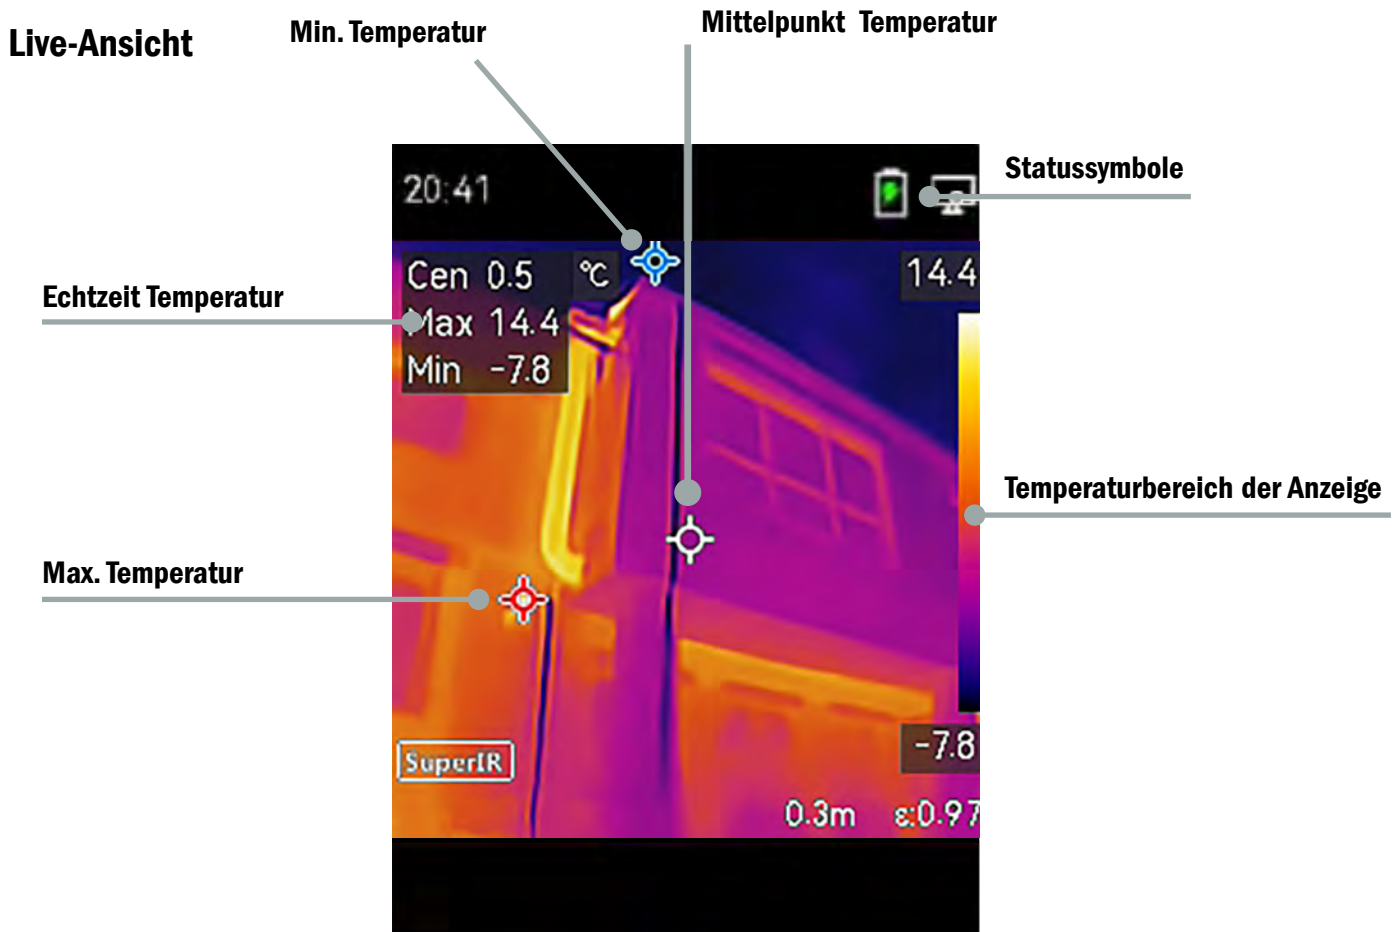 Live-Ansicht
Min. Temperatur
Mittelpunkt Temperatur
Statussymbole
20:41
Cen 0.5 °C
14.4
Echtzeit Temperatur
Max 14.4
Min -7.8
Temperaturbereich der Anzeige
Max. Temperatur
-7.8
SuperIR
0.3m ε:0.97